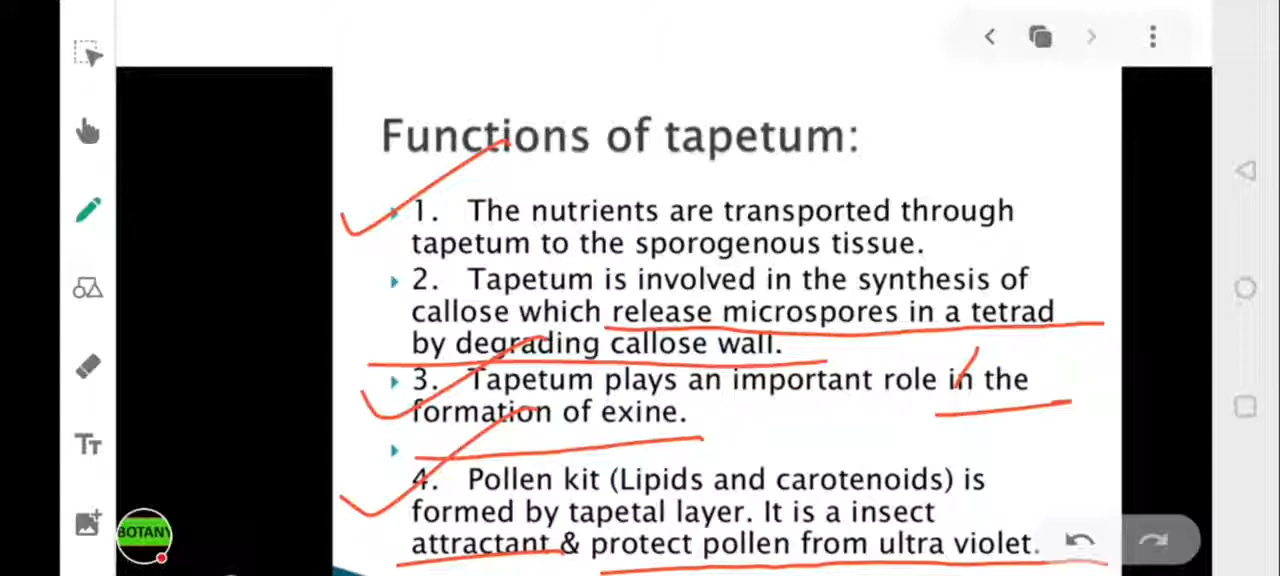 Functions of tapetum:
1. The nutrients are transported through
tapetum to the sporogenous tissue.
2. Tapetum is involved in the synthesis of
callose which release microspores in a tetrad
by degrading callose wall.
3. Tapetum plays an important role in the
formation of exine.
4. Pollen kit (Lipids and carotenoids) is
formed by tapetal layer. It is a insect
attractant & protect pollen from ultra violet.
TT
BOTANY